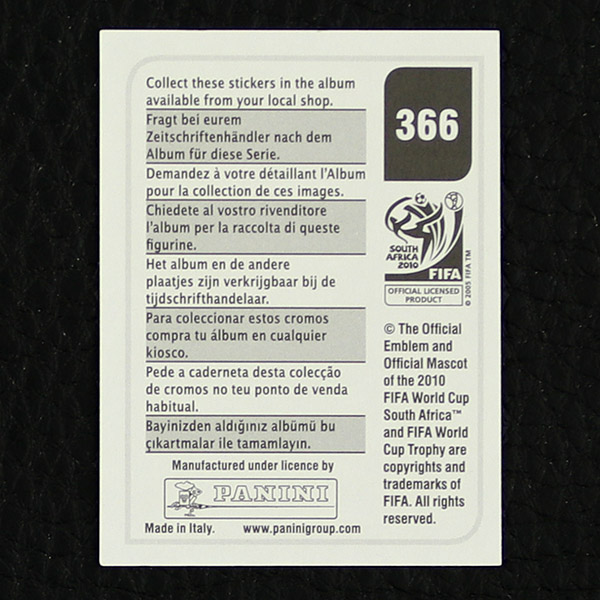 Collect these stickers in the album
available from your local shop.
Fragt bei eurem
Zeitschriftenhändler nach dem
Album für diese Serie.
Demandez à votre détaillant l'Album
pour la collection de ces images.
Chiedete al vostro rivenditore
l'album per la raccolta di queste
figurine.
Het album en de andere
plaatjes zijn verkrijgbaar bij de
tijdschrifthandelaar.
Para coleccionar estos cromos
compra tu álbum en cualquier
kiosco.
Pede a caderneta desta colecção
de cromos no teu ponto de venda
habitual.
Bayinizden aldığınız albümü bu
çıkartmalar ile tamamlayın.
Manufactured under licence by
PANINI
Made in Italy. www.paninigroup.com
366
SOUTH
AFRICA
2010
FIFA
OFFICIAL LICENSED
PRODUCT
© 2005 FIFA TM
© The Official
Emblem and
Official Mascot
of the 2010
FIFA World Cup
South Africa™
and FIFA World
Cup Trophy are
copyrights and
trademarks of
FIFA. All rights
reserved.